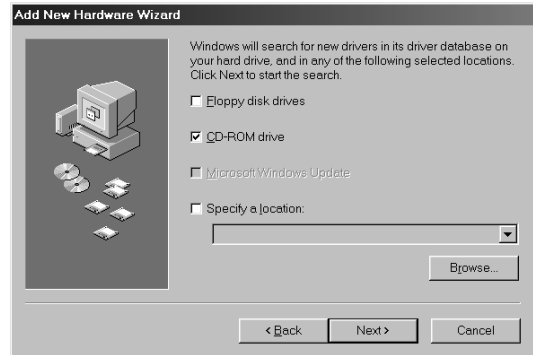 Add New Hardware Wizard
Windows will search for new drivers in its driver database on
your hard drive, and in any of the following selected locations.
Click Next to start the search.
Floppy disk drives
CD-ROM drive
Microsoft Windows Update
Specify a location:
Browse...
< Back Next > Cancel